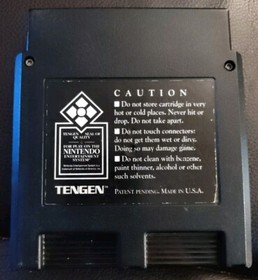 CAUTION
■ Do not store cartridge in very
hot or cold places. Never hit or
drop. Do not take apart.
■ Do not touch connectors:
do not get them wet or dirty.
Doing so may damage game.
■ Do not clean with benzene,
paint thinner, alcohol or other
such solvents.
PATENT PENDING. MADE IN U.S.A.
TENGEN SEAL OF
QUALITY
FOR PLAY ON THE
NINTENDO
ENTERTAINMENT
SYSTEM®
TENGEN™